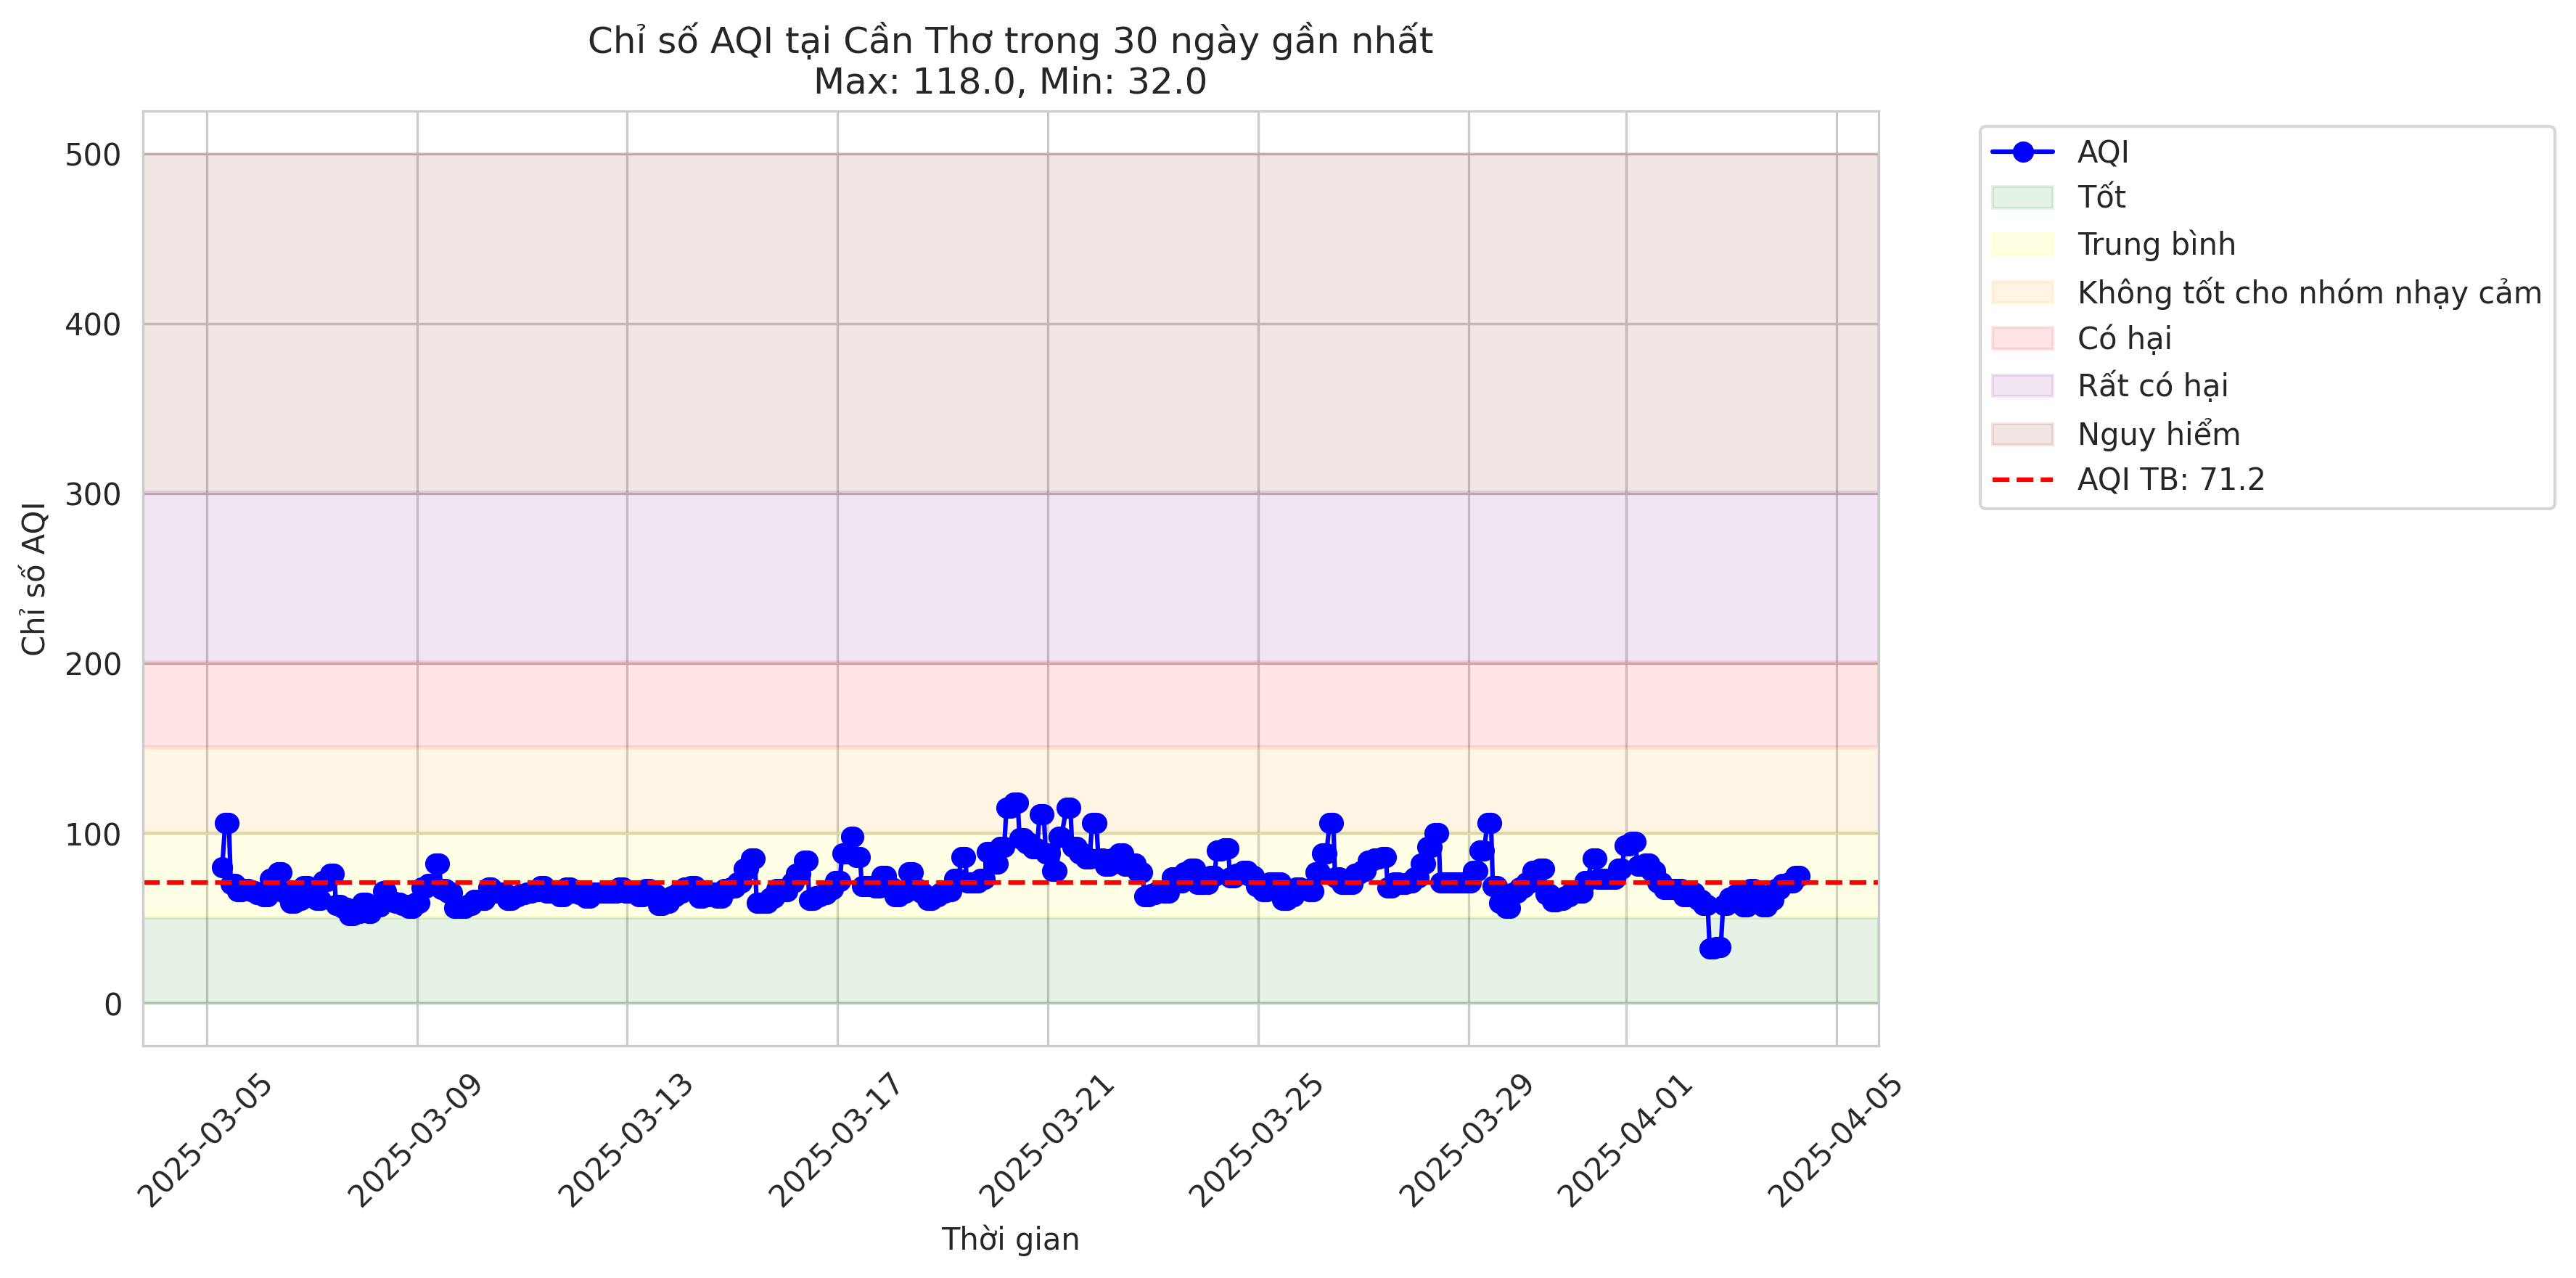 Chỉ số AQI tại Cần Thơ trong 30 ngày gần nhất
Max: 118.0, Min: 32.0
Chỉ số AQI
500
400
300
200
100
0
2025-03-05
2025-03-09
2025-03-13
2025-03-17
2025-03-21
2025-03-25
2025-03-29
2025-04-01
2025-04-05
Thời gian
AQI
Tốt
Trung bình
Không tốt cho nhóm nhạy cảm
Có hại
Rất có hại
Nguy hiểm
AQI TB: 71.2